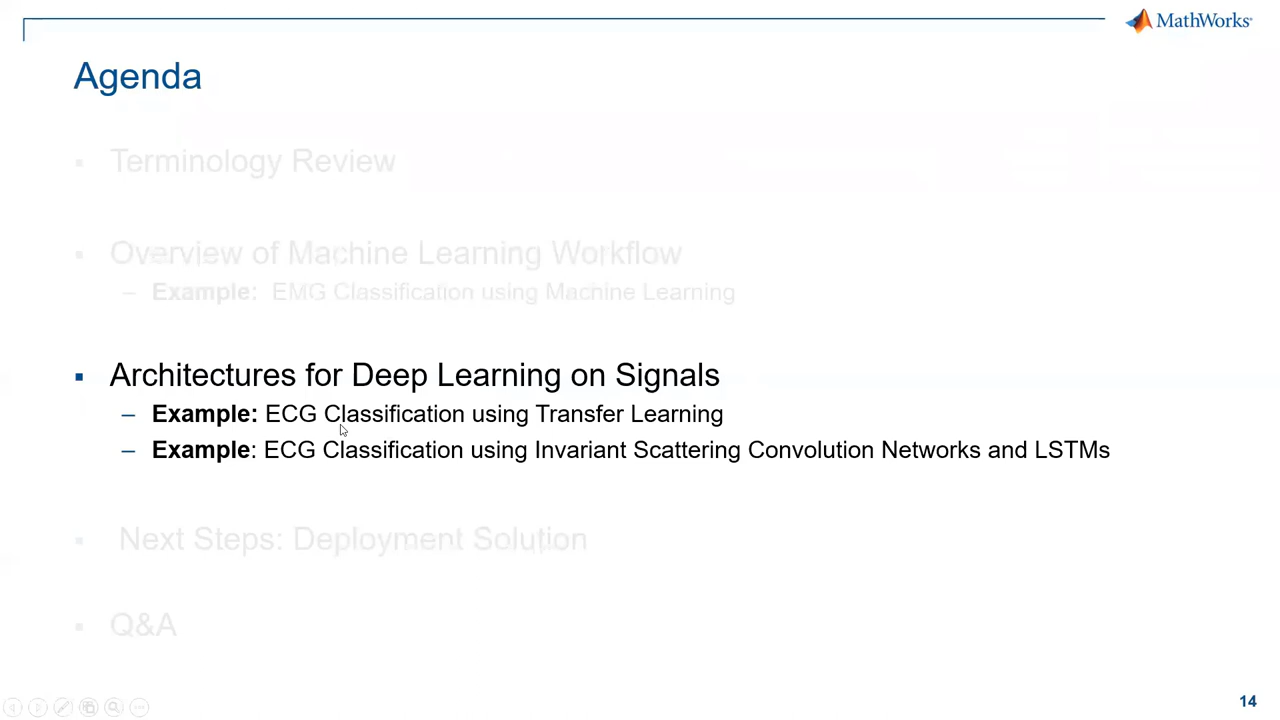 MathWorks
Agenda
▪ Terminology Review
▪ Overview of Machine Learning Workflow
– Example: EMG Classification using Machine Learning
▪ Architectures for Deep Learning on Signals
– Example: ECG Classification using Transfer Learning
– Example: ECG Classification using Invariant Scattering Convolution Networks and LSTMs
▪ Next Steps: Deployment Solution
▪ Q&A
14